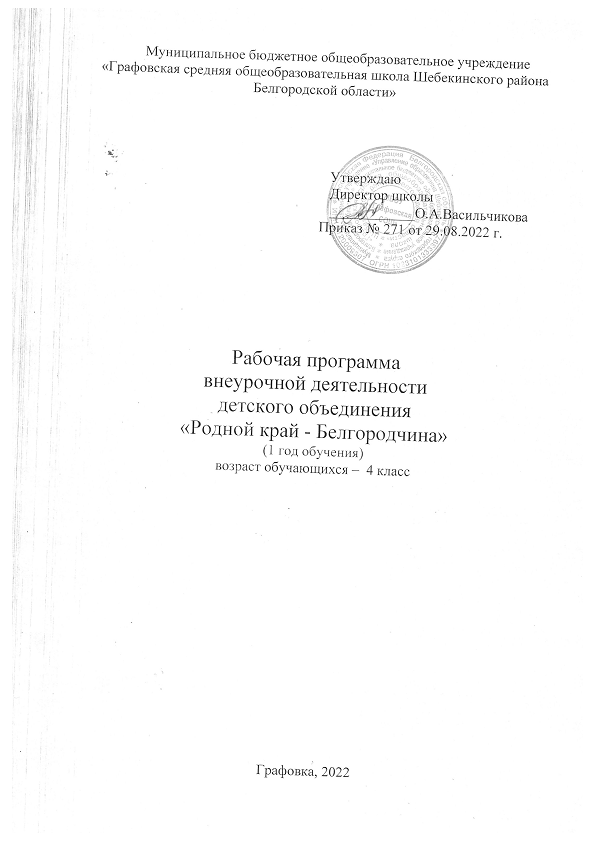 Муниципальное бюджетное общеобразовательное учреждение
«Графовская средняя общеобразовательная школа Шебекинского района
Белгородской области»
Утверждаю
Директор школы
О.А.Васильчикова
Приказ № 271 от 29.08.2022 г.
Рабочая программа
внеурочной деятельности
детского объединения
«Родной край - Белгородчина»
(1 год обучения)
возраст обучающихся – 4 класс
Графовка, 2022